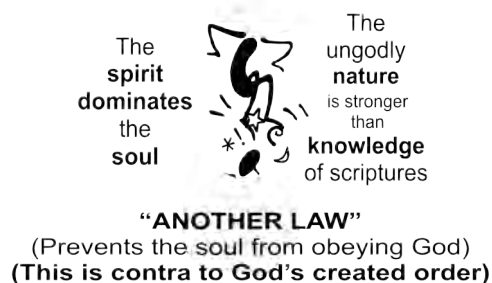 The
spirit
dominates
the
soul
The
ungodly
nature
is stronger
than
knowledge
of scriptures
*!
“ANOTHER LAW”
(Prevents the soul from obeying God)
(This is contra to God’s created order)